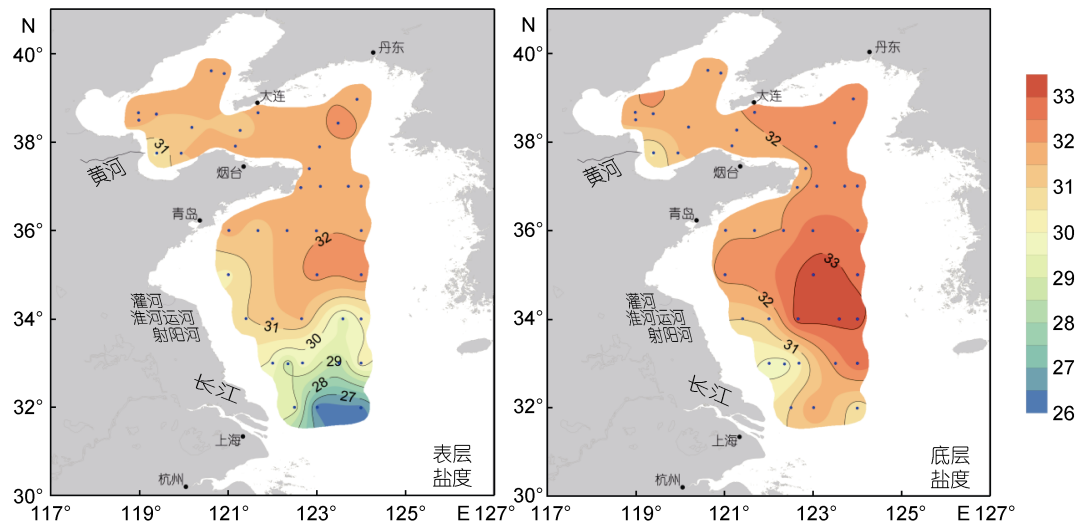 N
40°
38°
36°
34°
32°
30°
117°
119°
121°
123°
125°
E 127°
丹东
大连
31
黄河
烟台
青岛
32
灌河
淮河运河
射阳河
31
30
29
28
27
长江
上海
杭州
表层
盐度
N
40°
38°
36°
34°
32°
30°
117°
119°
121°
123°
125°
E 127°
丹东
大连
32
黄河
烟台
青岛
33
灌河
淮河运河
射阳河
32
31
长江
上海
杭州
底层
盐度
33
32
31
30
29
28
27
26